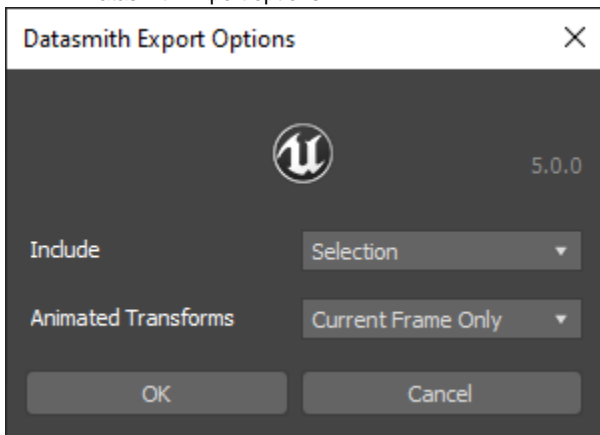 Datasmith Export Options
5.0.0
Include
Selection
Animated Transforms
Current Frame Only
OK
Cancel